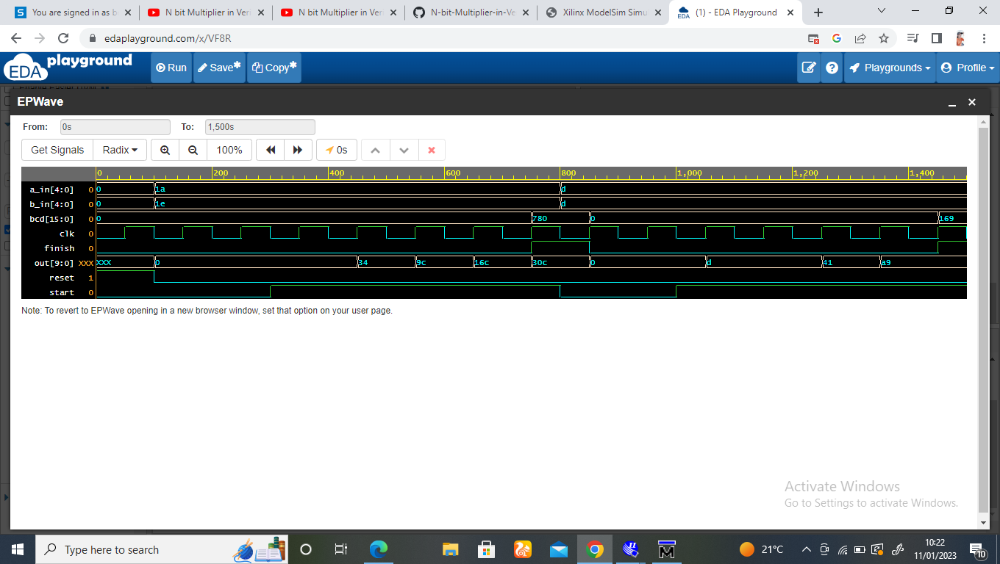 You are signed in as b
N bit Multiplier in Veri
N bit Multiplier in Ver
N-bit-Multiplier-in-Ve
Xilinx ModelSim Simu
(1) - EDA Playground
edaplayground.com/x/VF8R
EDA playground
Run
Save*
Copy*
Playgrounds
Profile
EPWave
From: 0s To: 1,500s
Get Signals Radix 100% 0s
0 200 400 600 800 1,000 1,200 1,400
a_in[4:0] 0 0 1a d
b_in[4:0] 0 0 1e d
bcd[15:0] 0 0 780 0 169
clk 0
finish 0
out[9:0] XXX XXX 0 34 9c 16c 30c 0 d 41 a9
reset 1
start 0
Note: To revert to EPWave opening in a new browser window, set that option on your user page.
Activate Windows
Go to Settings to activate Windows.
Type here to search
21°C
10:22
11/01/2023
10